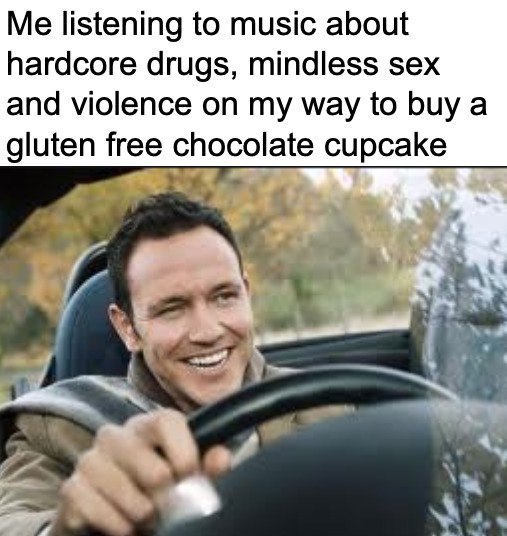 Me listening to music about
hardcore drugs, mindless sex
and violence on my way to buy a
gluten free chocolate cupcake